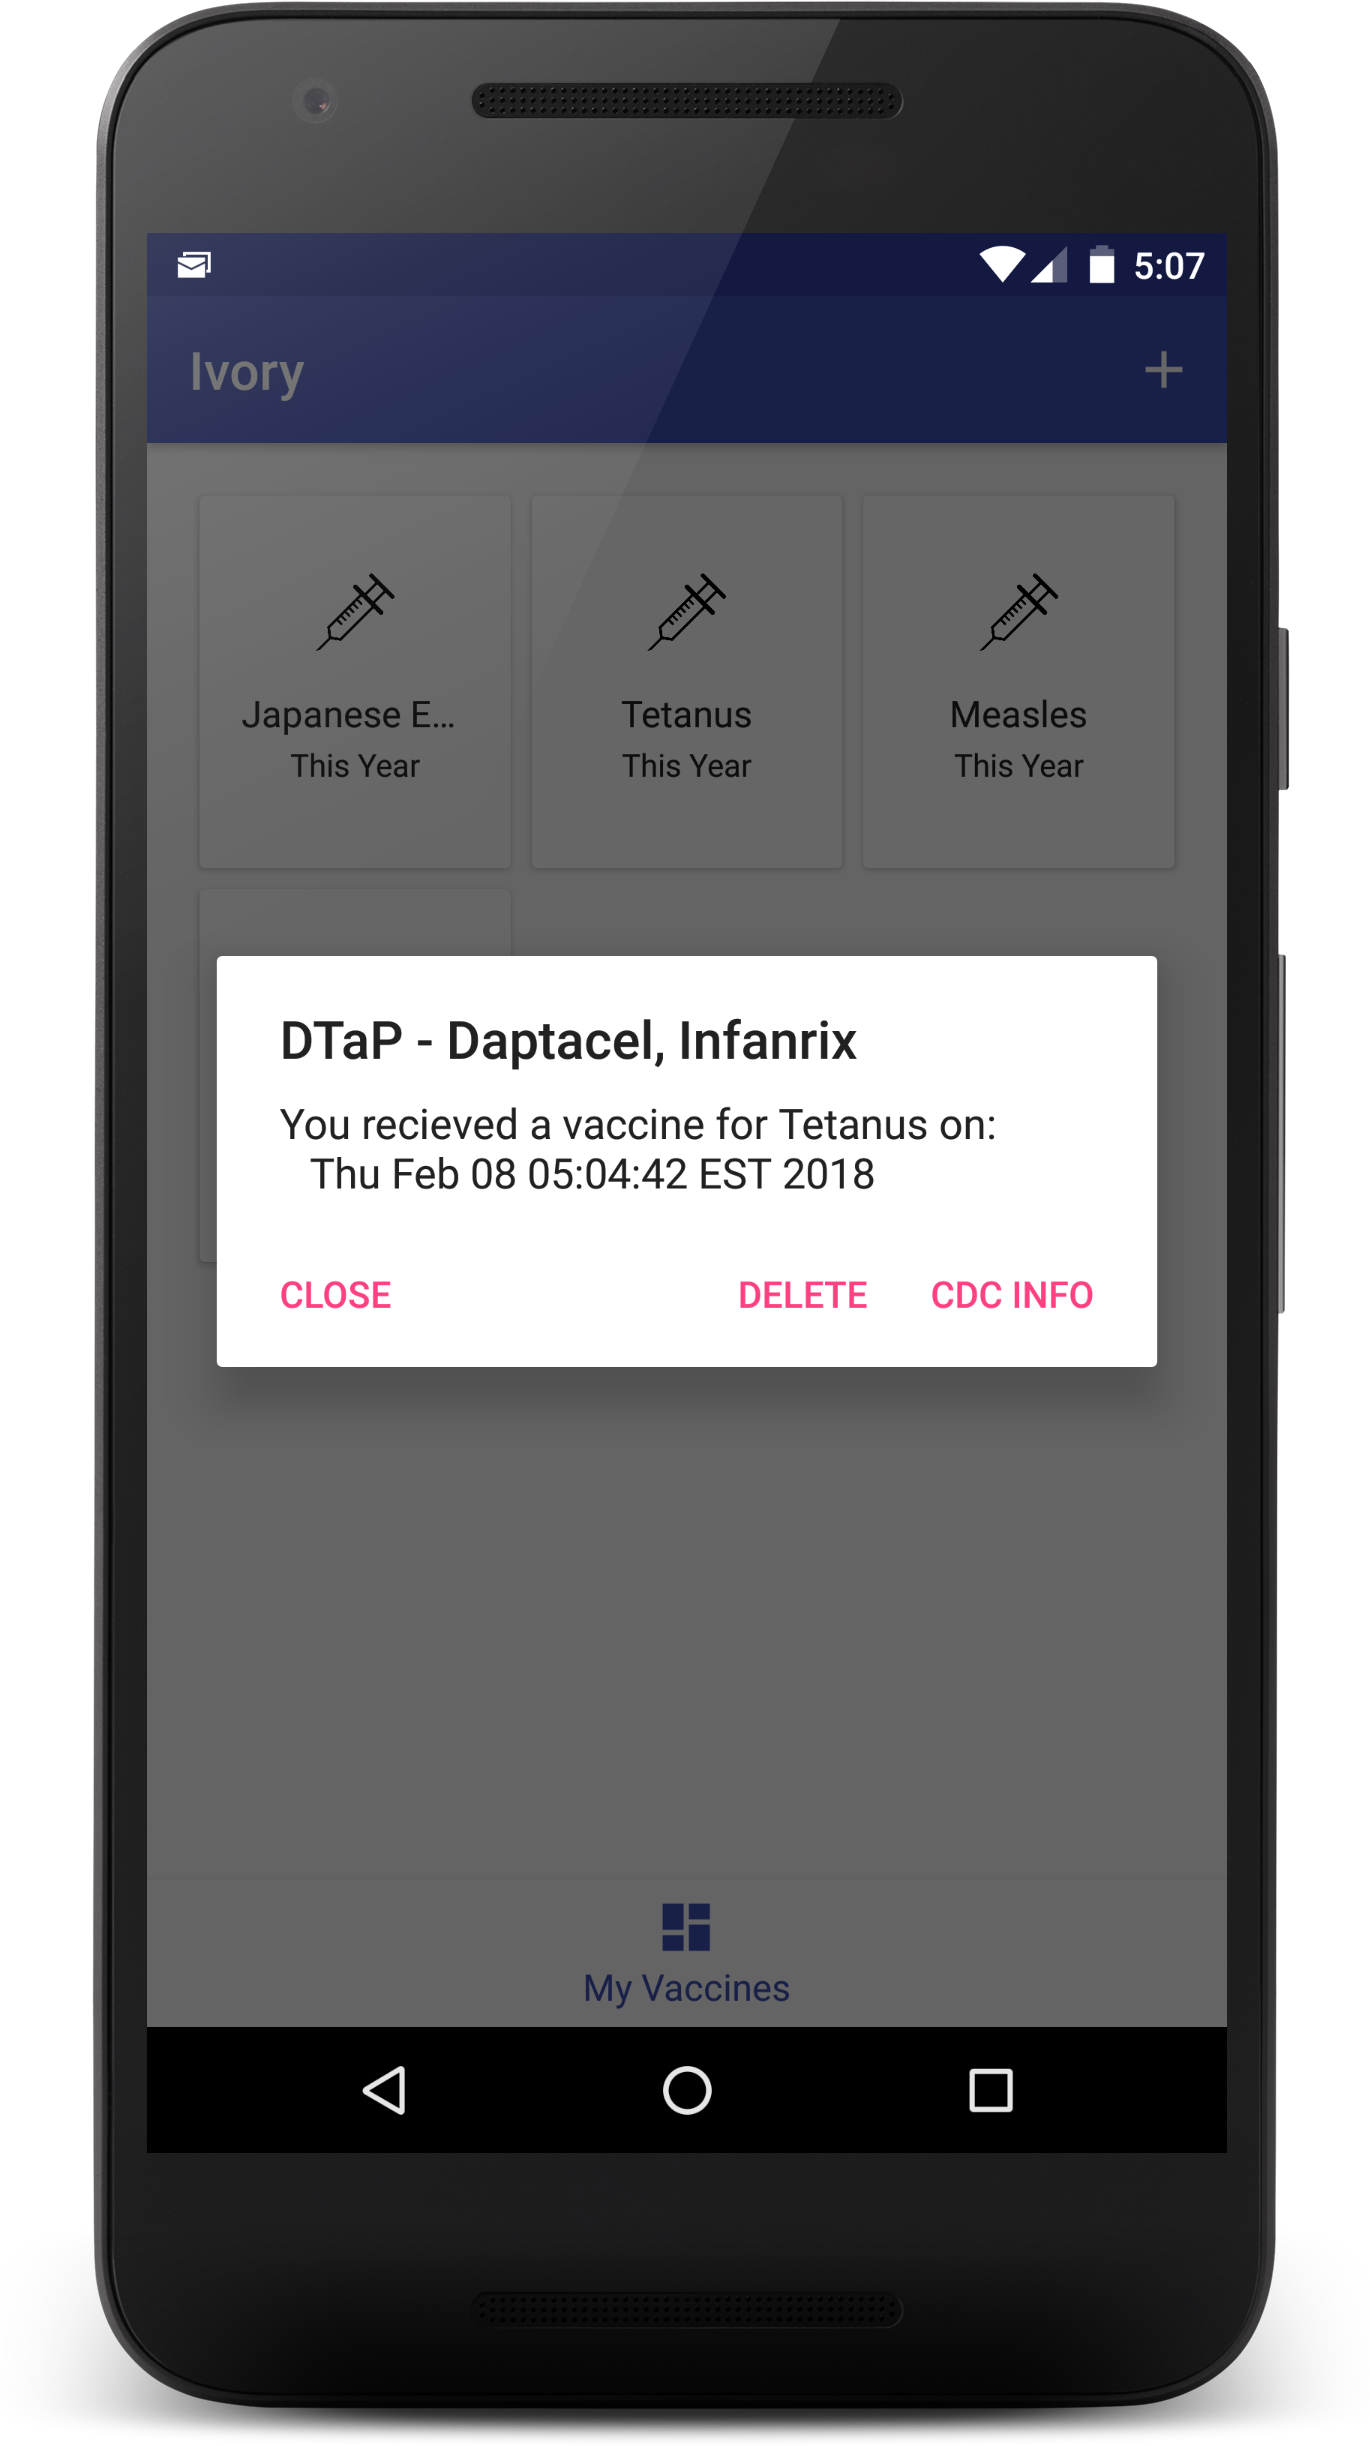 5:07
Ivory
Japanese E...
Tetanus
Measles
This Year
This Year
This Year
DTaP - Daptacel, Infanrix
You recieved a vaccine for Tetanus on:
Thu Feb 08 05:04:42 EST 2018
CLOSE
DELETE
CDC INFO
My Vaccines